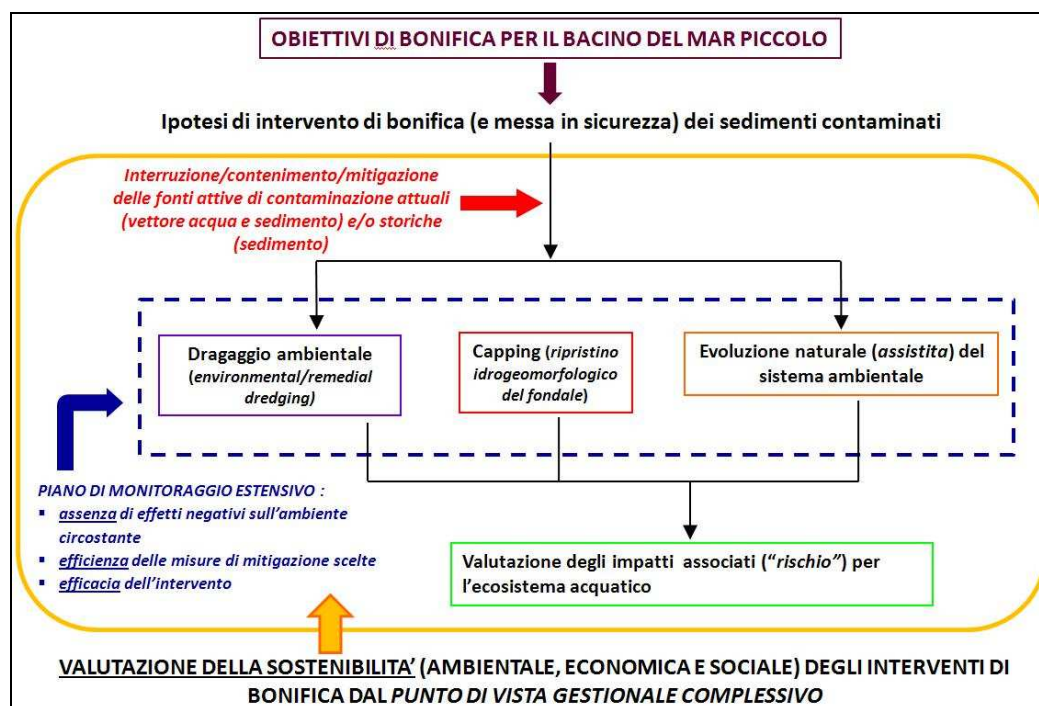 OBIETTIVI DI BONIFICA PER IL BACINO DEL MAR PICCOLO
Ipotesi di intervento di bonifica (e messa in sicurezza) dei sedimenti contaminati
Interruzione/contenimento/mitigazione
delle fonti attive di contaminazione attuali
(vettore acqua e sedimento) e/o storiche
(sedimento)
Dragaggio ambientale
(environmental/remedial
dredging)
Capping (ripristino
idrogeomorfologico
del fondale)
Evoluzione naturale (assistita) del
sistema ambientale
PIANO DI MONITORAGGIO ESTENSIVO :
▪ assenza di effetti negativi sull'ambiente
circostante
▪ efficienza delle misure di mitigazione scelte
▪ efficacia dell'intervento
Valutazione degli impatti associati ("rischio") per
l'ecosistema acquatico
VALUTAZIONE DELLA SOSTENIBILITA' (AMBIENTALE, ECONOMICA E SOCIALE) DEGLI INTERVENTI DI
BONIFICA DAL PUNTO DI VISTA GESTIONALE COMPLESSIVO